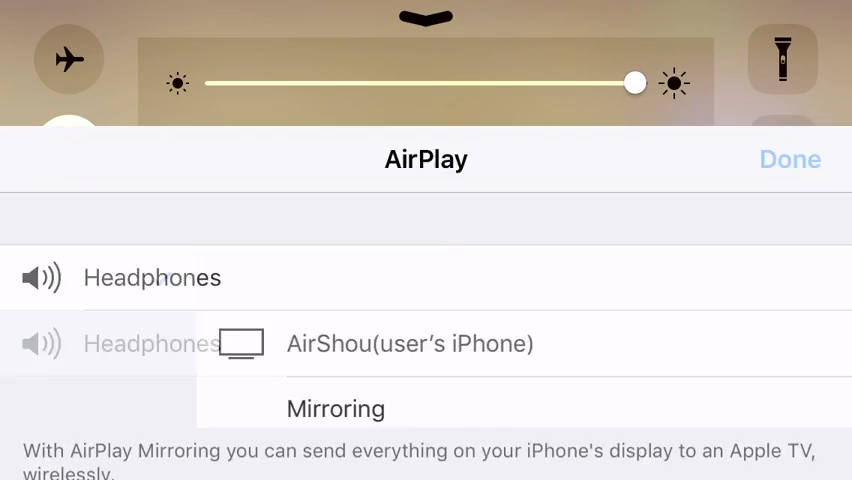 AirPlay
Done
Headphones
Headphones
AirShou(user's iPhone)
Mirroring
With AirPlay Mirroring you can send everything on your iPhone's display to an Apple TV,
wirelessly.